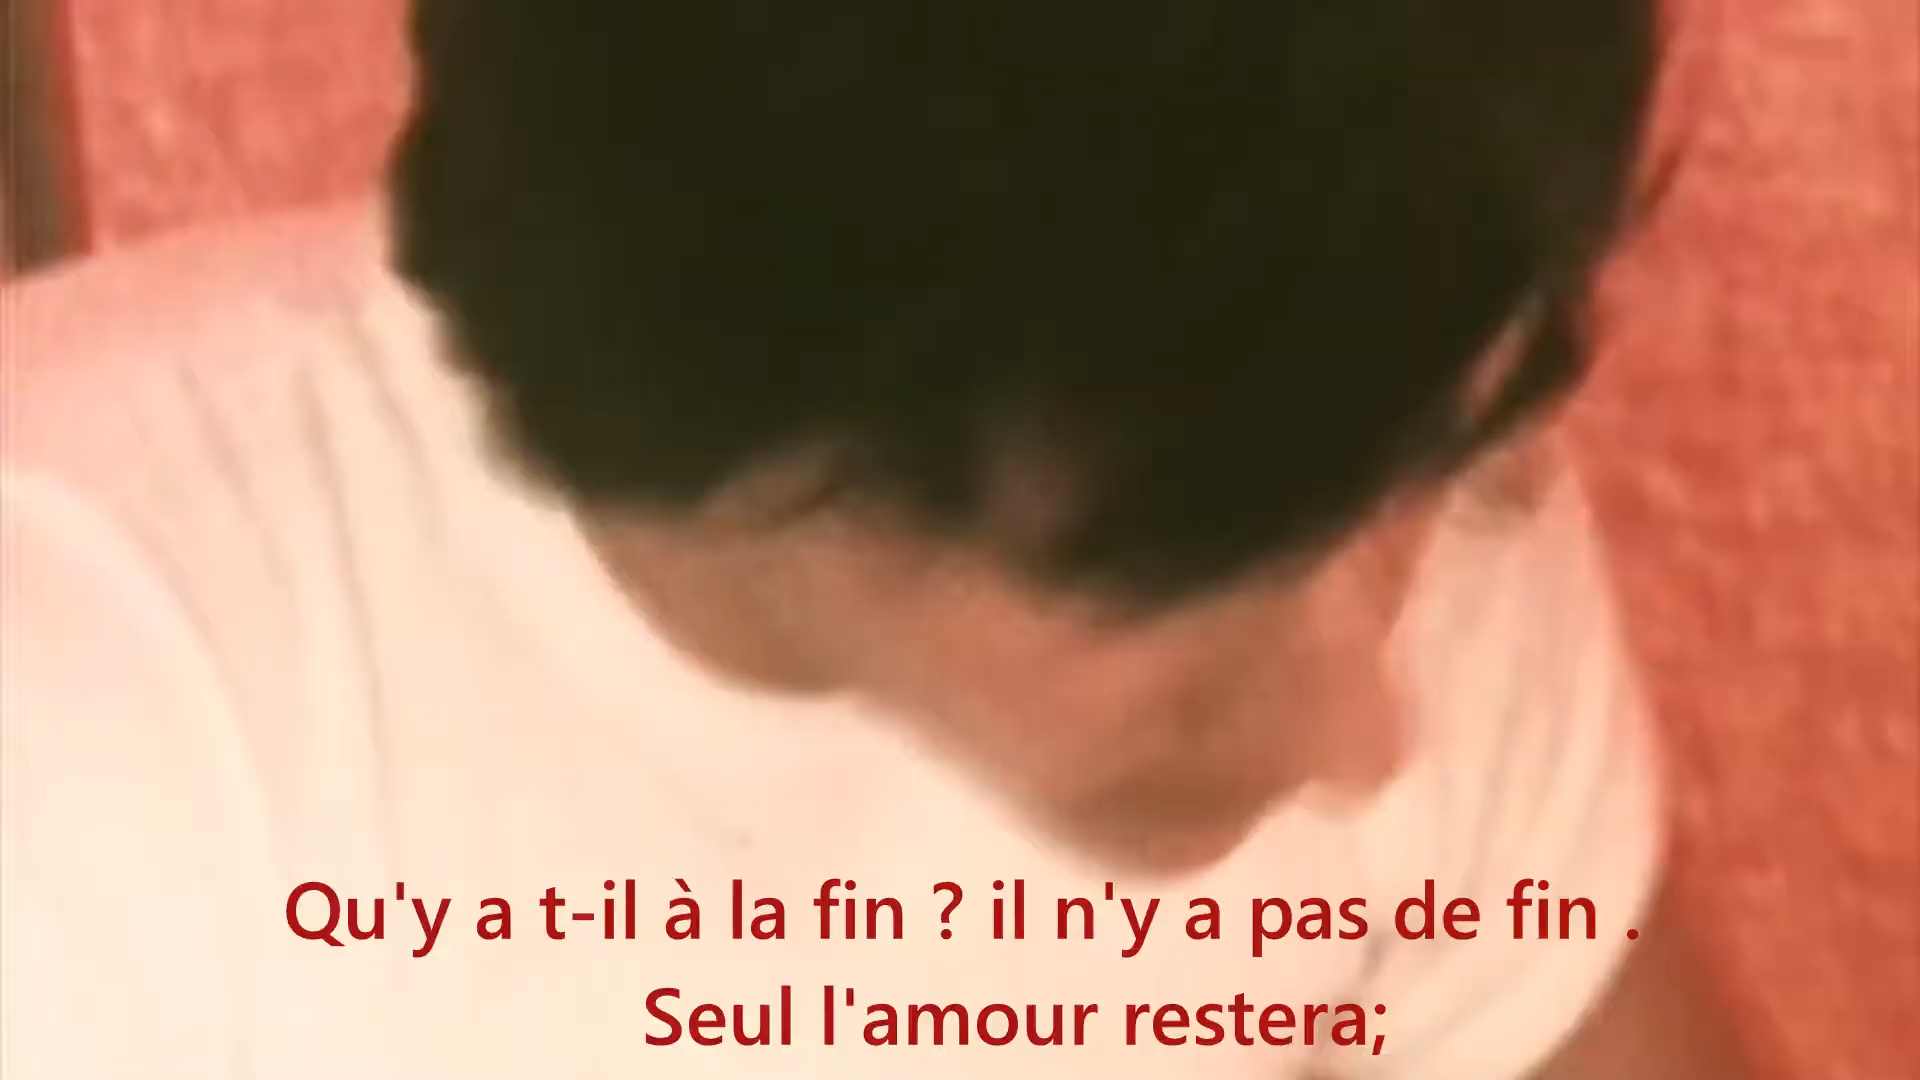 Qu'y a t-il à la fin ? il n'y a pas de fin .
Seul l'amour restera;